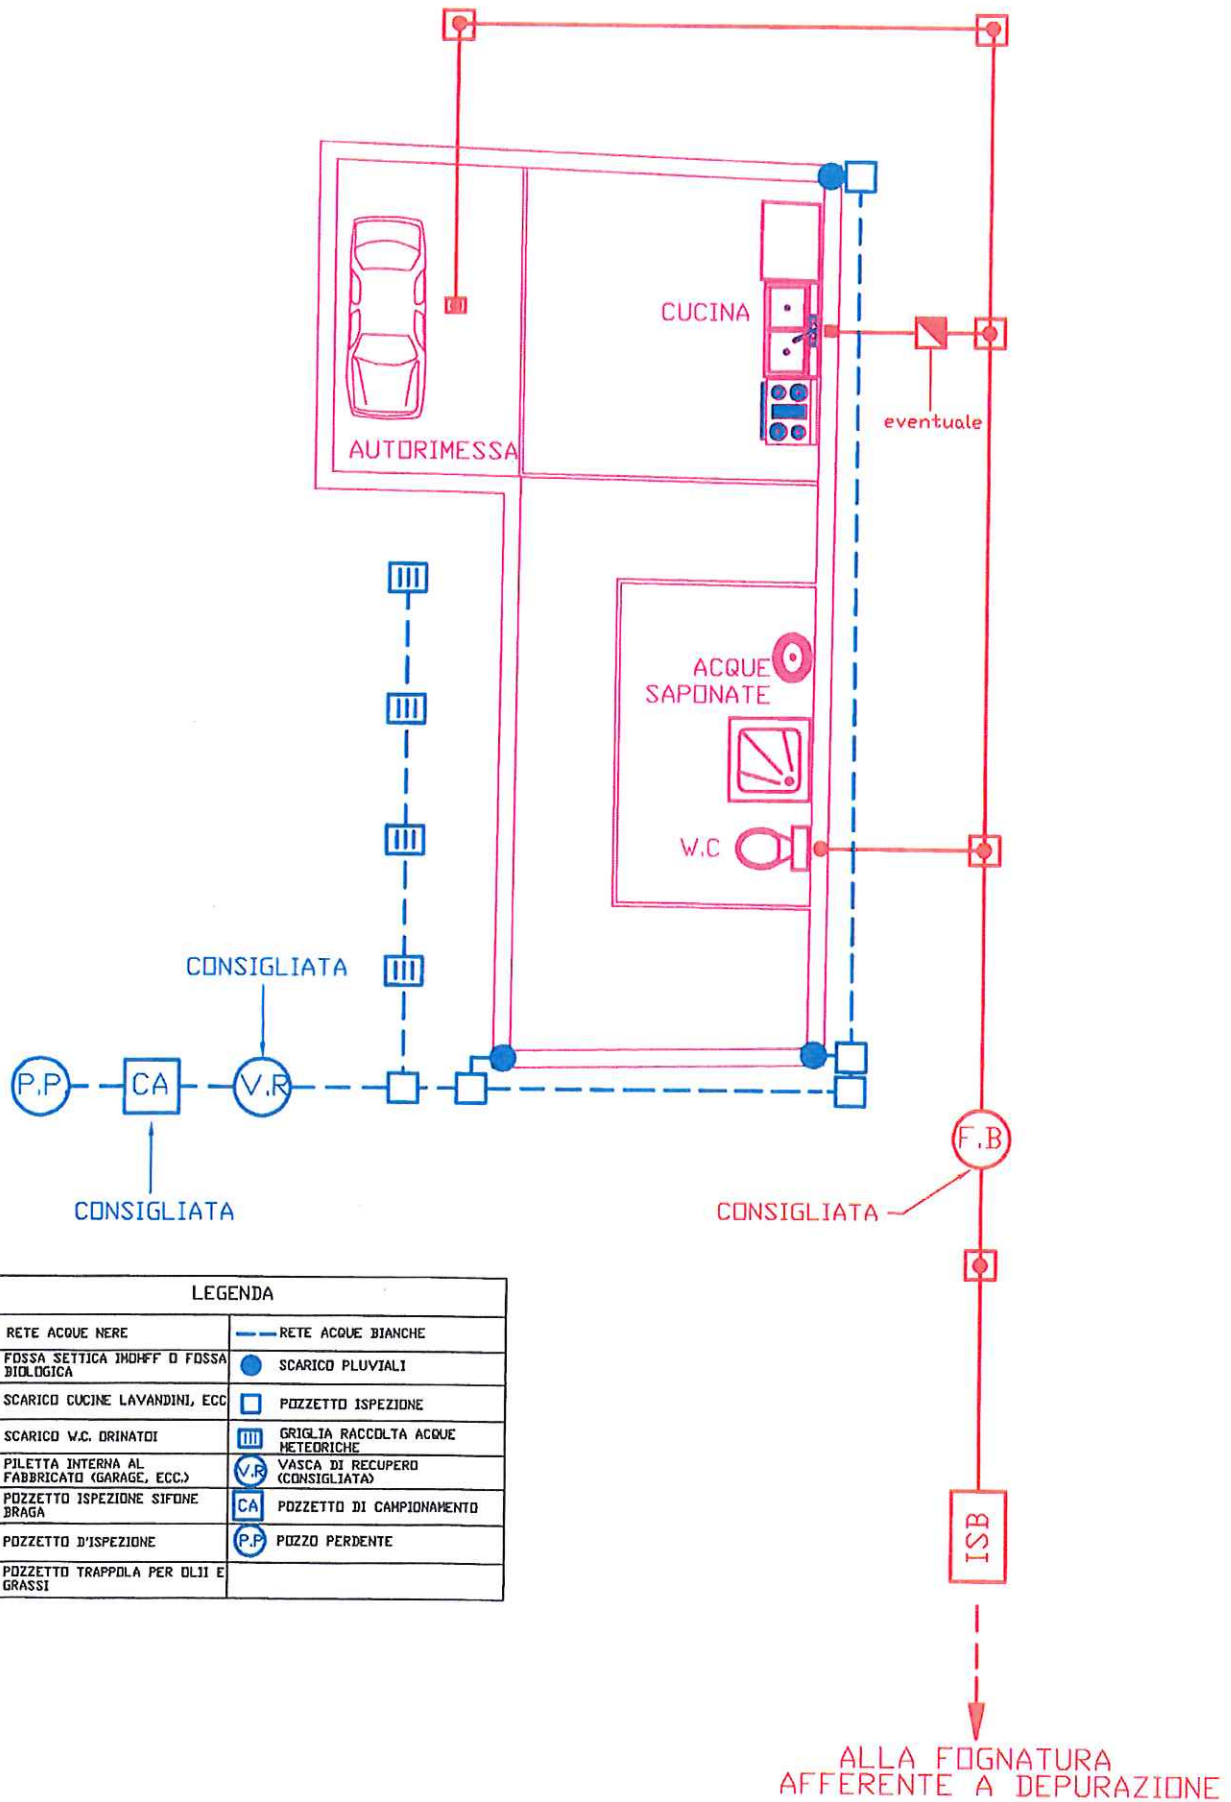 CUCINA
eventuale
AUTORIMESSA
ACQUE
SAPONATE
W.C
CONSIGLIATA
P.P
CA
V.R
F.B
CONSIGLIATA
CONSIGLIATA
LEGENDA
RETE ACQUE NERE
RETE ACQUE BIANCHE
FOSSA SETTICA IMOHFF O FOSSA
BIOLOGICA
SCARICO PLUVIALI
SCARICO CUCINE LAVANDINI, ECC
POZZETTO ISPEZIONE
SCARICO W.C. ORINATOI
GRIGLIA RACCOLTA ACQUE
METEORICHE
PILETTA INTERNA AL
FABBRICATO (GARAGE, ECC.)
V.R
VASCA DI RECUPERO
(CONSIGLIATA)
POZZETTO ISPEZIONE SIFONE
BRAGA
CA
POZZETTO DI CAMPIONAMENTO
POZZETTO D'ISPEZIONE
P.P
POZZO PERDENTE
POZZETTO TRAPPOLA PER OLII E
GRASSI
ISB
ALLA FOGNATURA
AFFERENTE A DEPURAZIONE